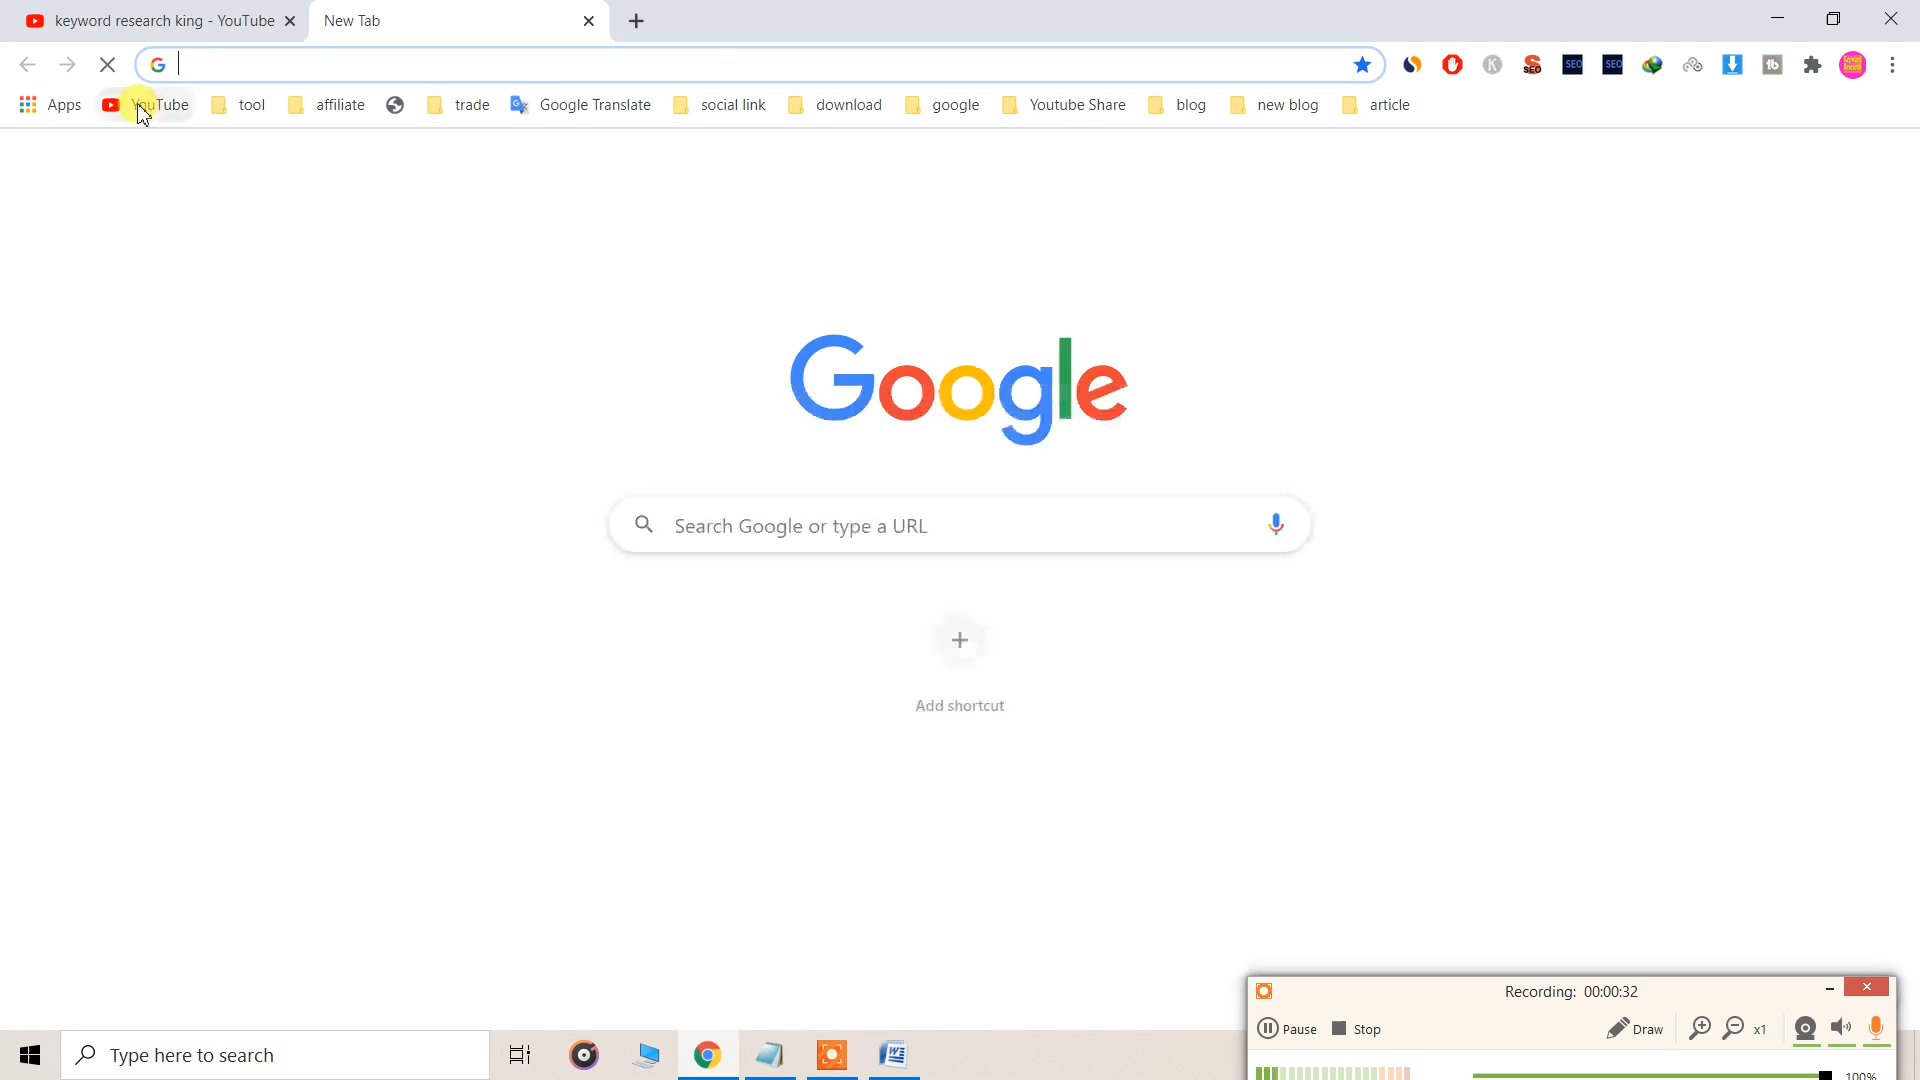 keyword research king - YouTube
New Tab
Apps YouTube tool affiliate trade Google Translate social link download google Youtube Share blog new blog article
Google
Search Google or type a URL
Add shortcut
Recording: 00:00:32
Pause Stop Draw x1
100%
Type here to search